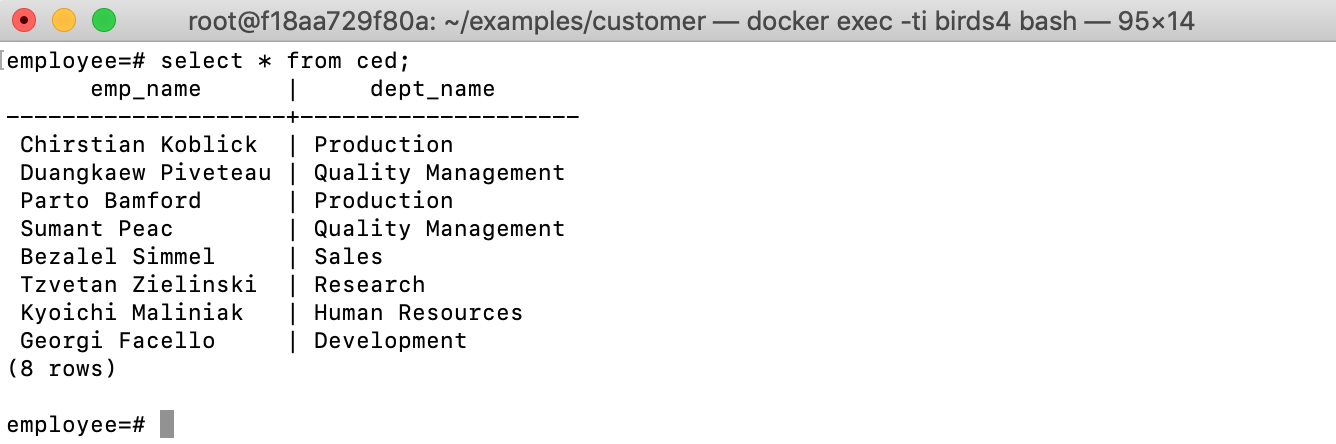 root@f18aa729f80a: ~/examples/customer — docker exec -ti birds4 bash — 95×14
employee=# select * from ced;
      emp_name      |     dept_name
--------------------+--------------------
 Chirstian Koblick  | Production
 Duangkaew Piveteau | Quality Management
 Parto Bamford      | Production
 Sumant Peac        | Quality Management
 Bezalel Simmel     | Sales
 Tzvetan Zielinski  | Research
 Kyoichi Maliniak   | Human Resources
 Georgi Facello     | Development
(8 rows)
employee=#